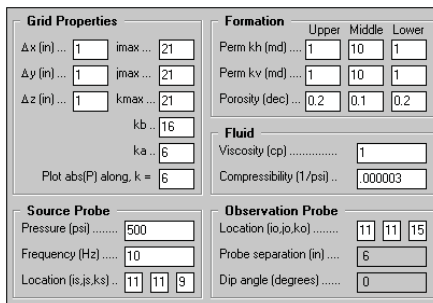 Grid Properties
Δx (in) ... 1 imax ... 21
Δy (in) ... 1 jmax ... 21
Δz (in) ... 1 kmax ... 21
kb .. 16
ka .. 6
Plot abs(P) along, k = 6
Formation
Upper Middle Lower
Perm kh (md) .... 1 10 1
Perm kv (md) .... 1 10 1
Porosity (dec) .... 0.2 0.1 0.2
Fluid
Viscosity (cp) ............... 1
Compressibility (1/psi) .. .000003
Source Probe
Pressure (psi) ........ 500
Frequency (Hz) ..... 10
Location (is,js,ks) .. 11 11 9
Observation Probe
Location (io,jo,ko) ...... 11 11 15
Probe separation (in) .... 6
Dip angle (degrees) ...... 0